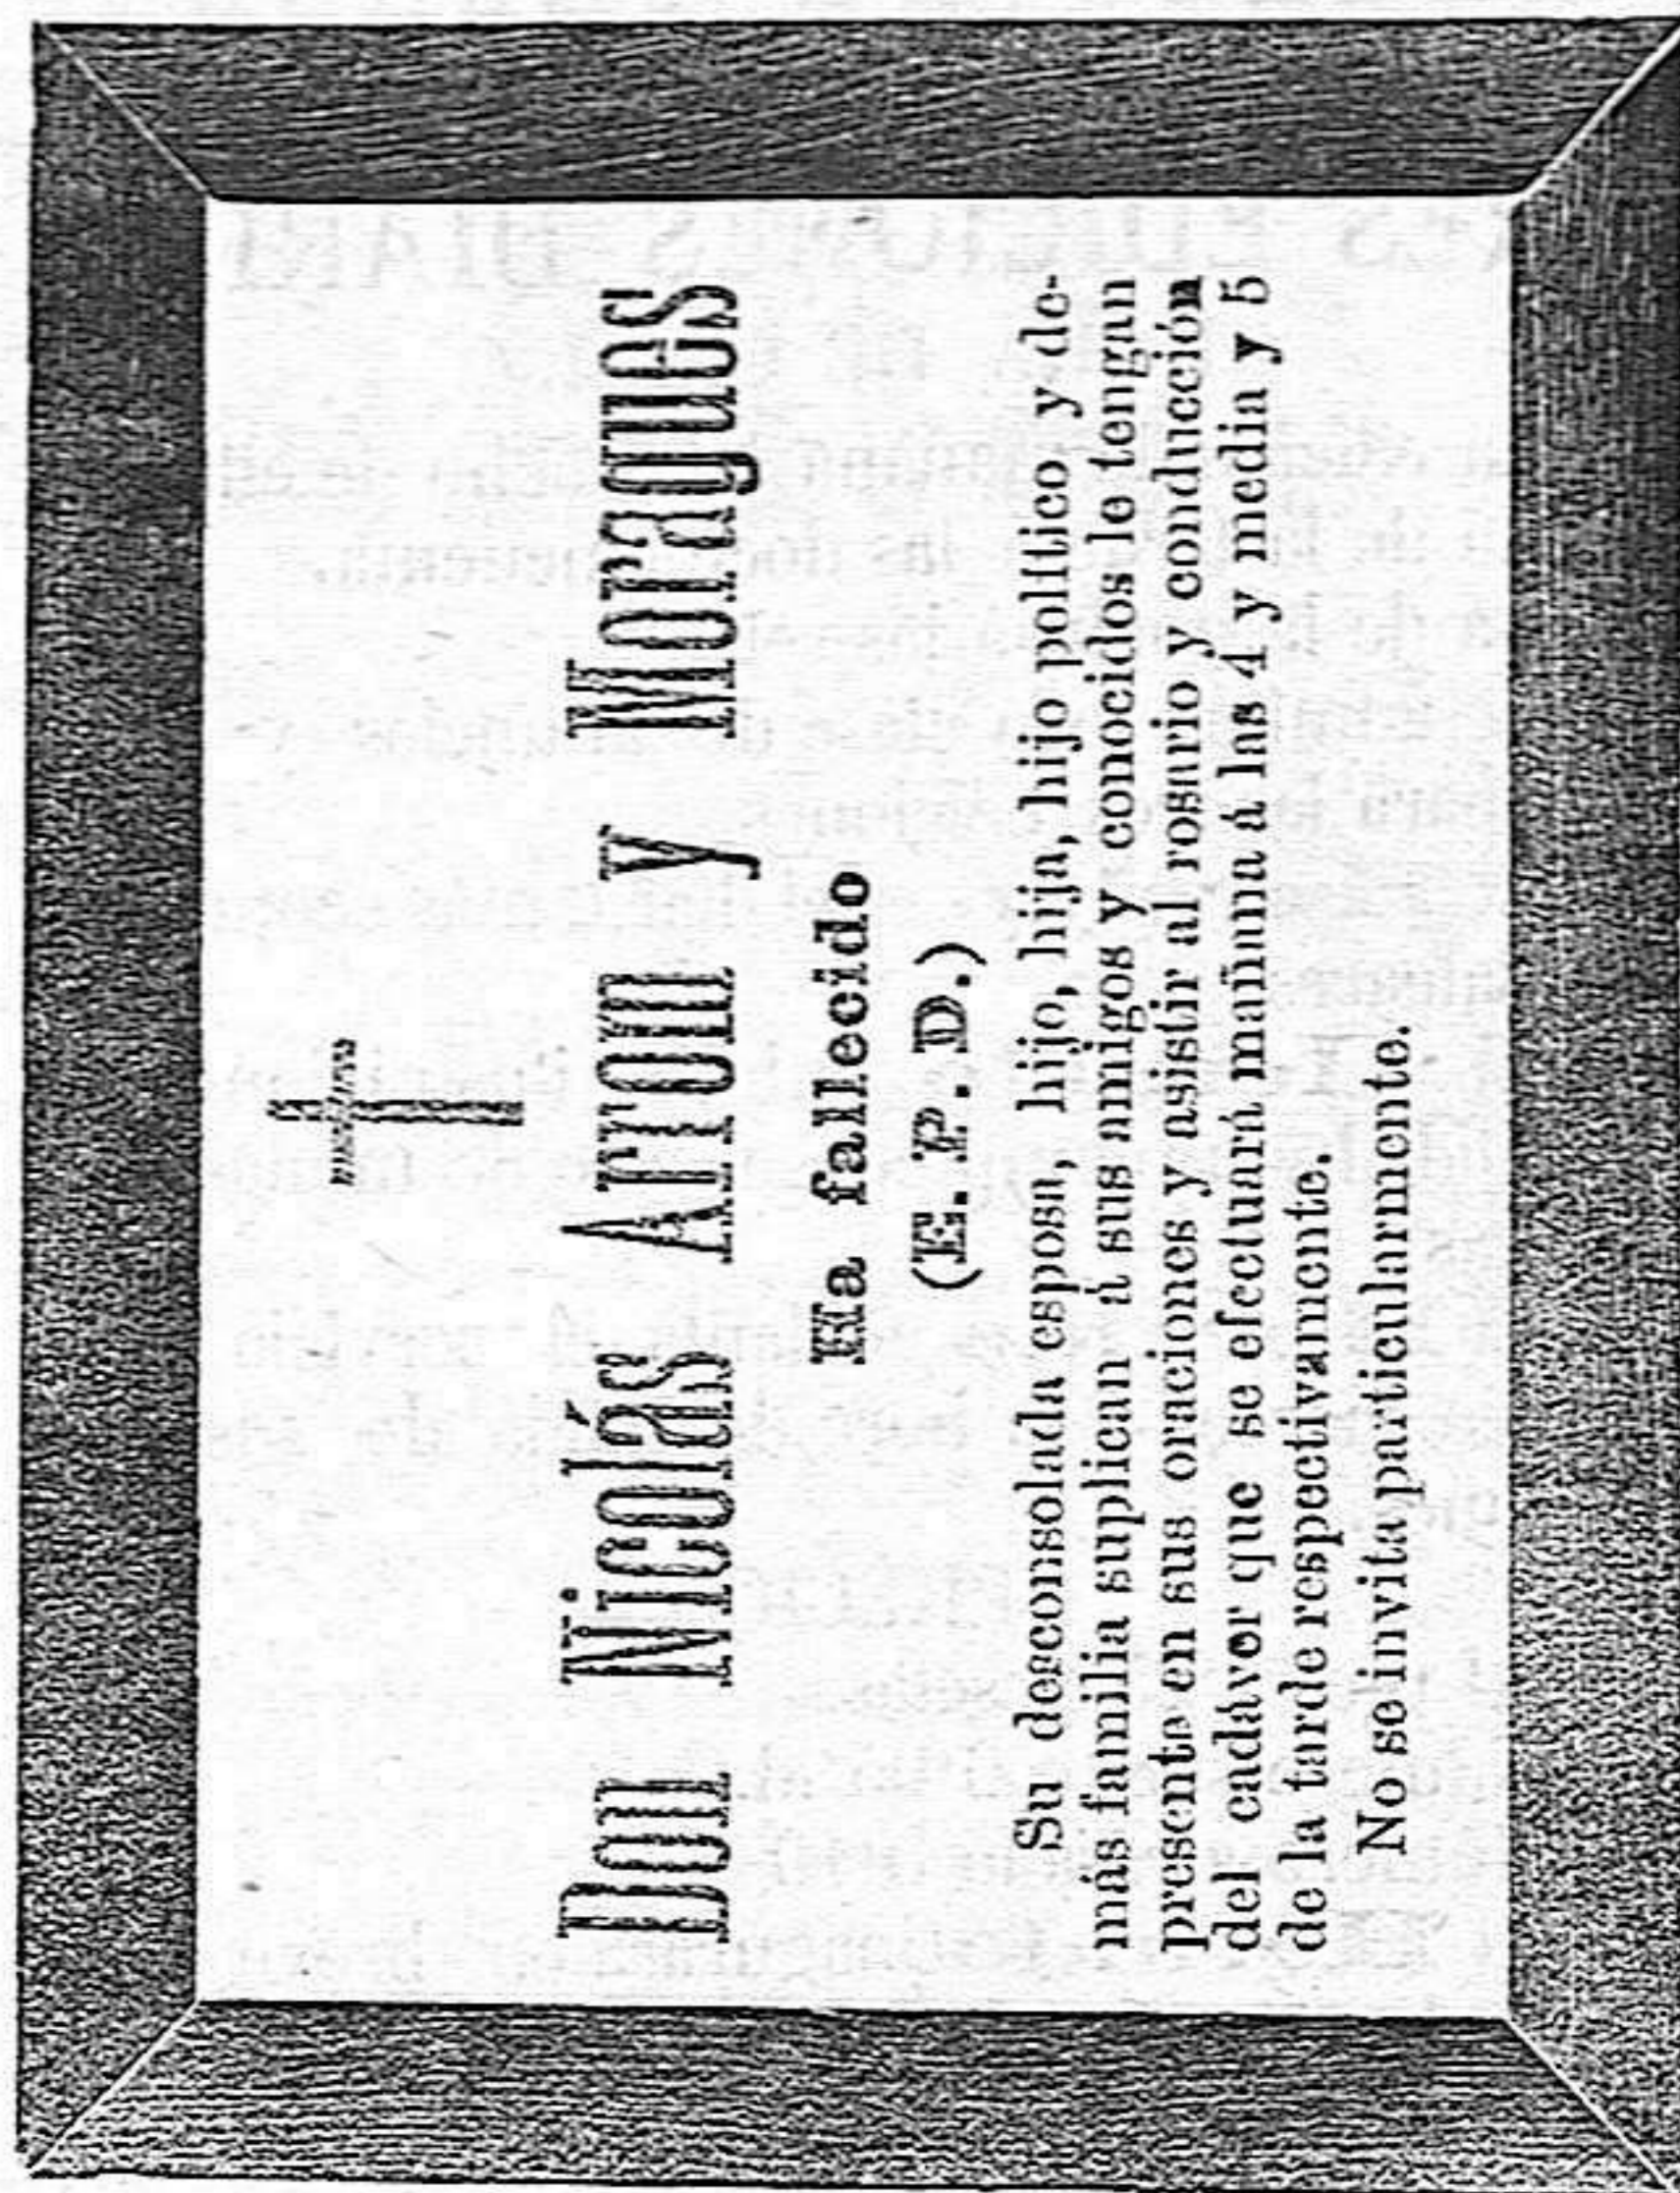 Don Nicolás Arrom y Moragues
Ha fallecido
(E. P. D.)
Su desconsolada esposa, hijo, hija, hijo político y de-
más familia suplican á sus amigos y conocidos le tengan
presente en sus oraciones y asistir al rosario y conducción
del cadáver que se efectuará mañana á las 4 y media y 5
de la tarde respectivamente.
No se invita particularmente.